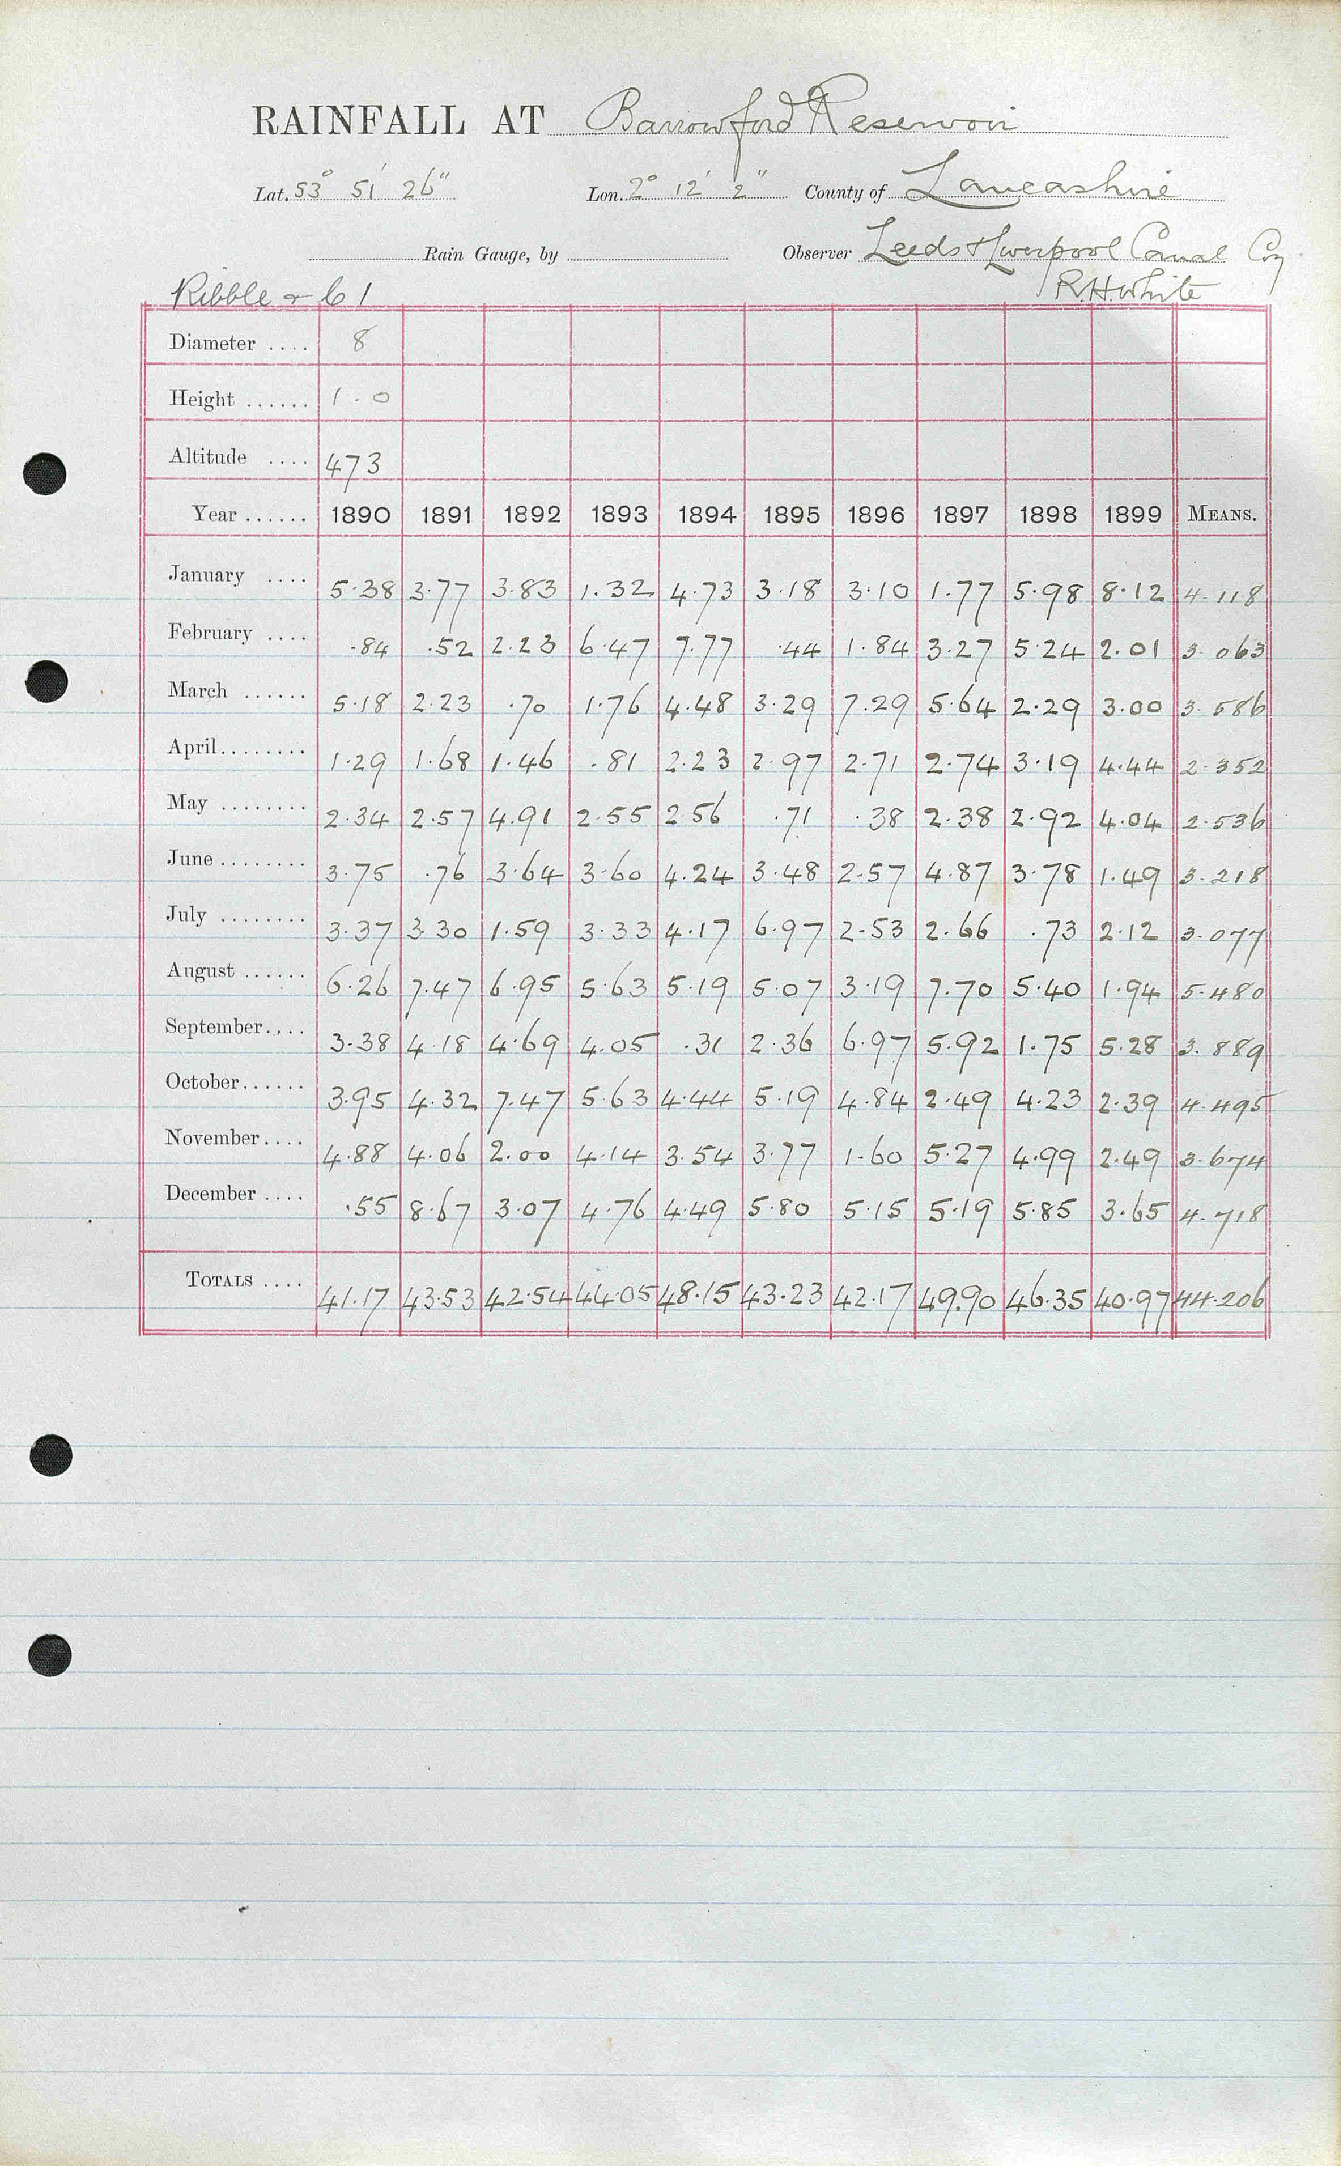 RAINFALL AT Barrowford Reservoir
Lat. 53° 51' 26" Lon. 2° 12' 2" County of Lancashire
Rain Gauge, by Observer Leeds & Liverpool Canal Coy
Ribble & 61 R.H. White
Diameter .... 8
Height ...... 1.0
Altitude .... 473
Year ...... 1890 1891 1892 1893 1894 1895 1896 1897 1898 1899 MEANS.
January .... 5.38 3.77 3.83 1.32 4.73 3.18 3.10 1.77 5.98 8.12 4.118
February .... .84 .52 2.23 6.47 7.77 .44 1.84 3.27 5.24 2.01 3.063
March ...... 5.18 2.23 .70 1.76 4.48 3.29 7.29 5.64 2.29 3.00 3.586
April........ 1.29 1.68 1.46 .81 2.23 2.97 2.71 2.74 3.19 4.44 2.352
May ........ 2.34 2.57 4.91 2.55 2.56 .71 .38 2.38 2.92 4.04 2.536
June ........ 3.75 .76 3.64 3.60 4.24 3.48 2.57 4.87 3.78 1.49 3.218
July ........ 3.37 3.30 1.59 3.33 4.17 6.97 2.53 2.66 .73 2.12 3.077
August ...... 6.26 7.47 6.95 5.63 5.19 5.07 3.19 7.70 5.40 1.94 5.480
September.... 3.38 4.18 4.69 4.05 .31 2.36 6.97 5.92 1.75 5.28 3.889
October...... 3.95 4.32 7.47 5.63 4.44 5.19 4.84 2.49 4.23 2.39 4.495
November.... 4.88 4.06 2.00 4.14 3.54 3.77 1.60 5.27 4.99 2.49 3.674
December .... .55 8.67 3.07 4.76 4.49 5.80 5.15 5.19 5.85 3.65 4.718
TOTALS .... 41.17 43.53 42.54 44.05 48.15 43.23 42.17 49.90 46.35 40.97 44.206